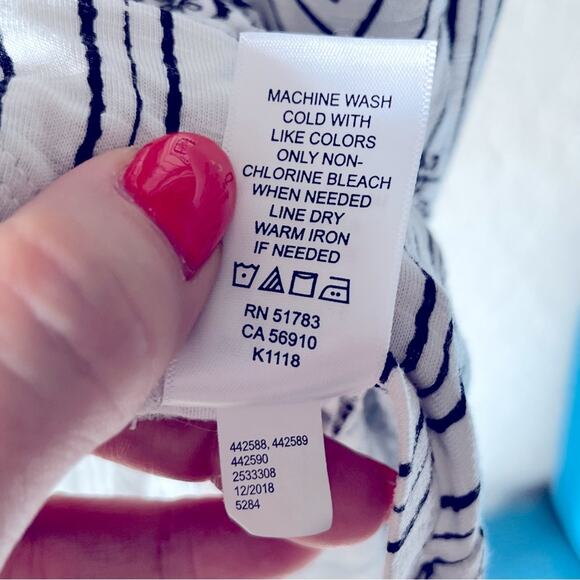 MACHINE WASH
COLD WITH
LIKE COLORS
ONLY NON-
CHLORINE BLEACH
WHEN NEEDED
LINE DRY
WARM IRON
IF NEEDED
RN 51783
CA 56910
K1118
442588, 442589
442590
2533308
12/2018
5284